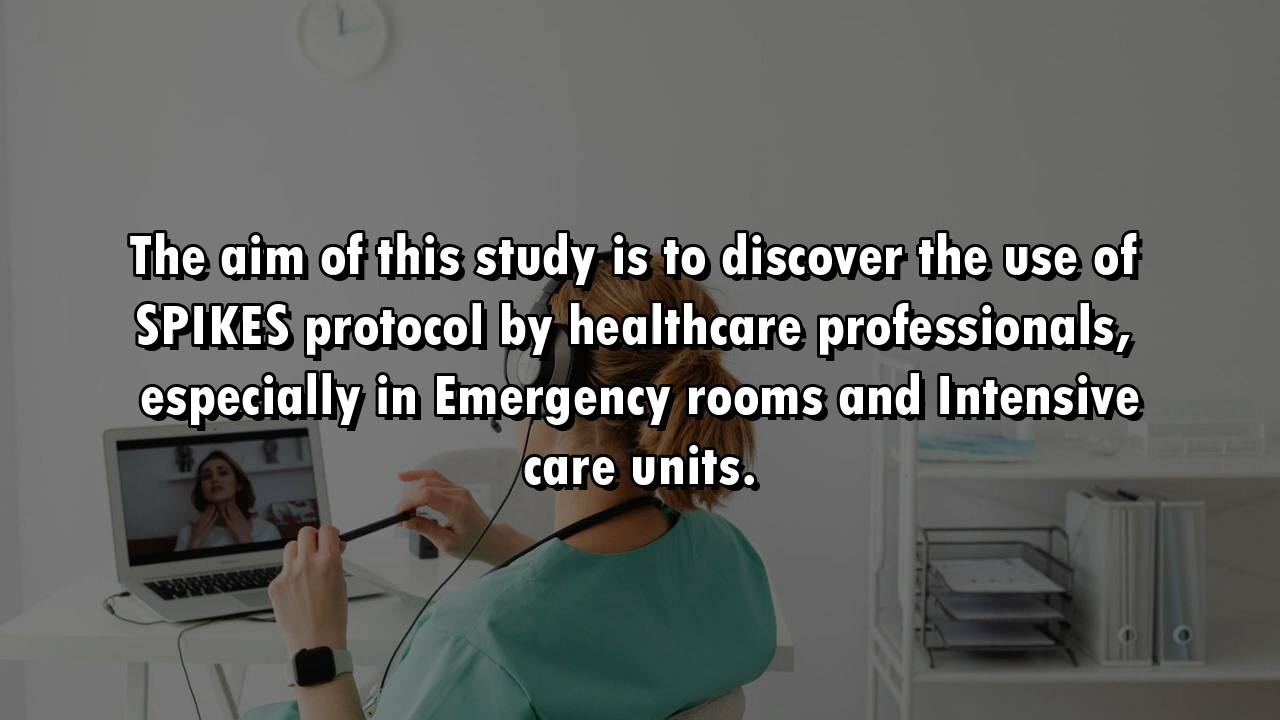 The aim of this study is to discover the use of
SPIKES protocol by healthcare professionals,
especially in Emergency rooms and Intensive
care units.